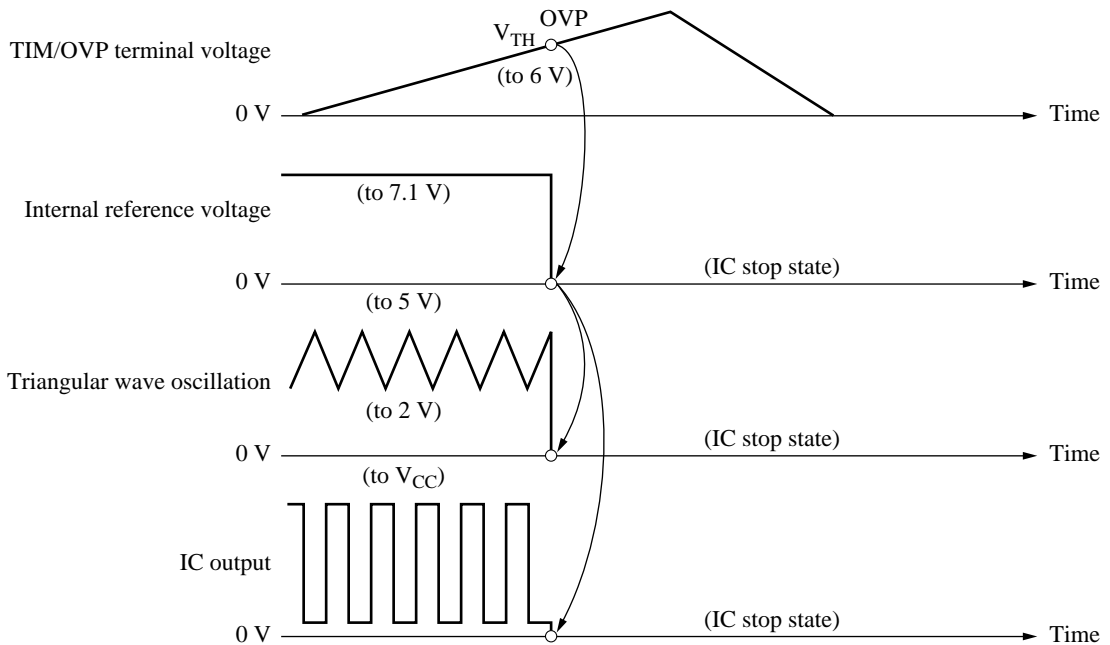 OVP
V_TH
TIM/OVP terminal voltage
(to 6 V)
0 V
Time
(to 7.1 V)
Internal reference voltage
(IC stop state)
0 V
Time
(to 5 V)
Triangular wave oscillation
(to 2 V)
(IC stop state)
0 V
Time
(to V_CC)
IC output
(IC stop state)
0 V
Time